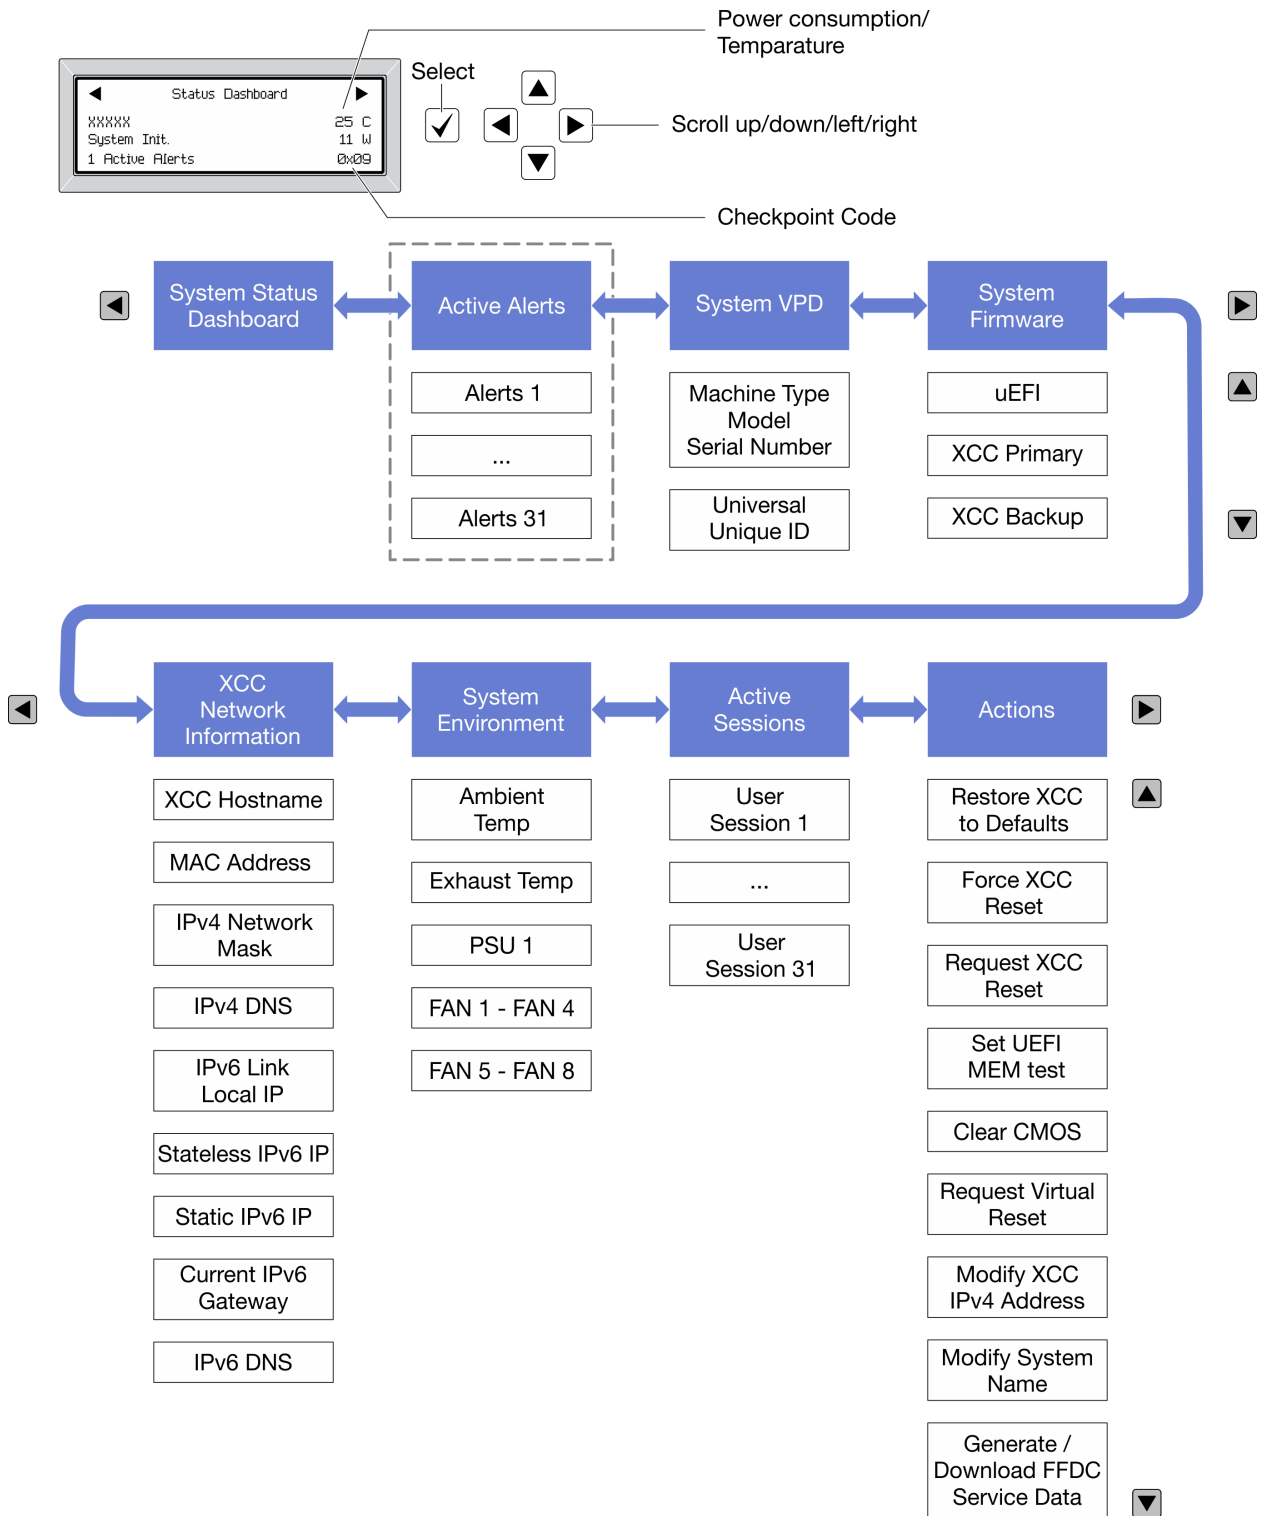 Power consumption/
Temparature
Select
Status Dashboard
XXXXX 25 C
System Init. 11 W
1 Active Alerts 0x09
Scroll up/down/left/right
Checkpoint Code
System Status
Dashboard
Active Alerts
System VPD
System
Firmware
Alerts 1
...
Alerts 31
Machine Type
Model
Serial Number
Universal
Unique ID
uEFI
XCC Primary
XCC Backup
XCC
Network
Information
System
Environment
Active
Sessions
Actions
XCC Hostname
MAC Address
IPv4 Network
Mask
IPv4 DNS
IPv6 Link
Local IP
Stateless IPv6 IP
Static IPv6 IP
Current IPv6
Gateway
IPv6 DNS
Ambient
Temp
Exhaust Temp
PSU 1
FAN 1 - FAN 4
FAN 5 - FAN 8
User
Session 1
...
User
Session 31
Restore XCC
to Defaults
Force XCC
Reset
Request XCC
Reset
Set UEFI
MEM test
Clear CMOS
Request Virtual
Reset
Modify XCC
IPv4 Address
Modify System
Name
Generate /
Download FFDC
Service Data